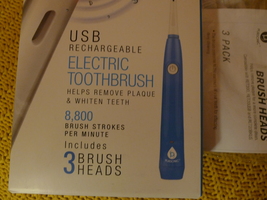 USB
RECHARGEABLE
ELECTRIC
TOOTHBRUSH
HELPS REMOVE PLAQUE
& WHITEN TEETH
8,800
BRUSH STROKES
PER MINUTE
Includes
3 BRUSH
HEADS
3 PACK
BRUSH HEADS